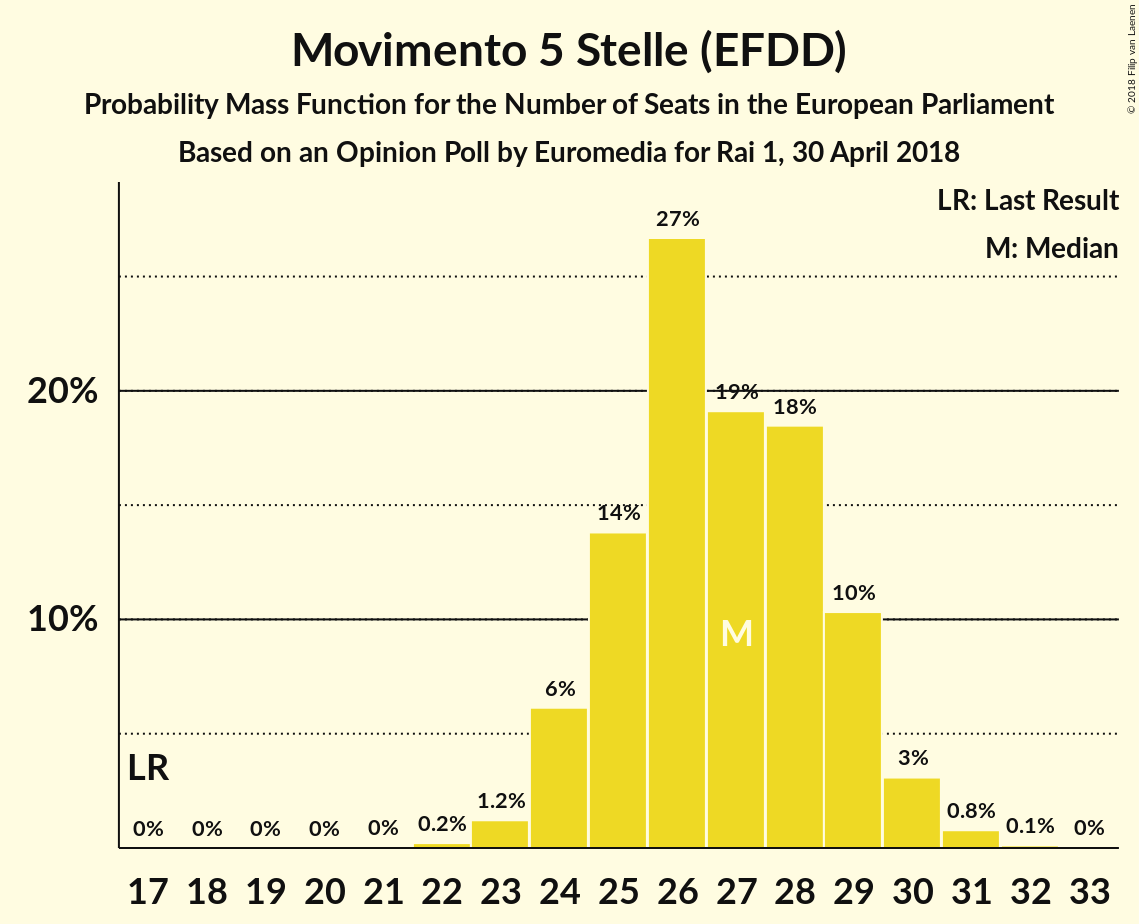 Movimento 5 Stelle (EFDD)
Probability Mass Function for the Number of Seats in the European Parliament
Based on an Opinion Poll by Euromedia for Rai 1, 30 April 2018
© 2018 Filip van Laenen
LR: Last Result
M: Median
27%
20%
19%
18%
14%
10%
10%
M
6%
LR
3%
0% 0% 0% 0% 0% 0.2% 1.2% 0.8% 0.1% 0%
17 18 19 20 21 22 23 24 25 26 27 28 29 30 31 32 33